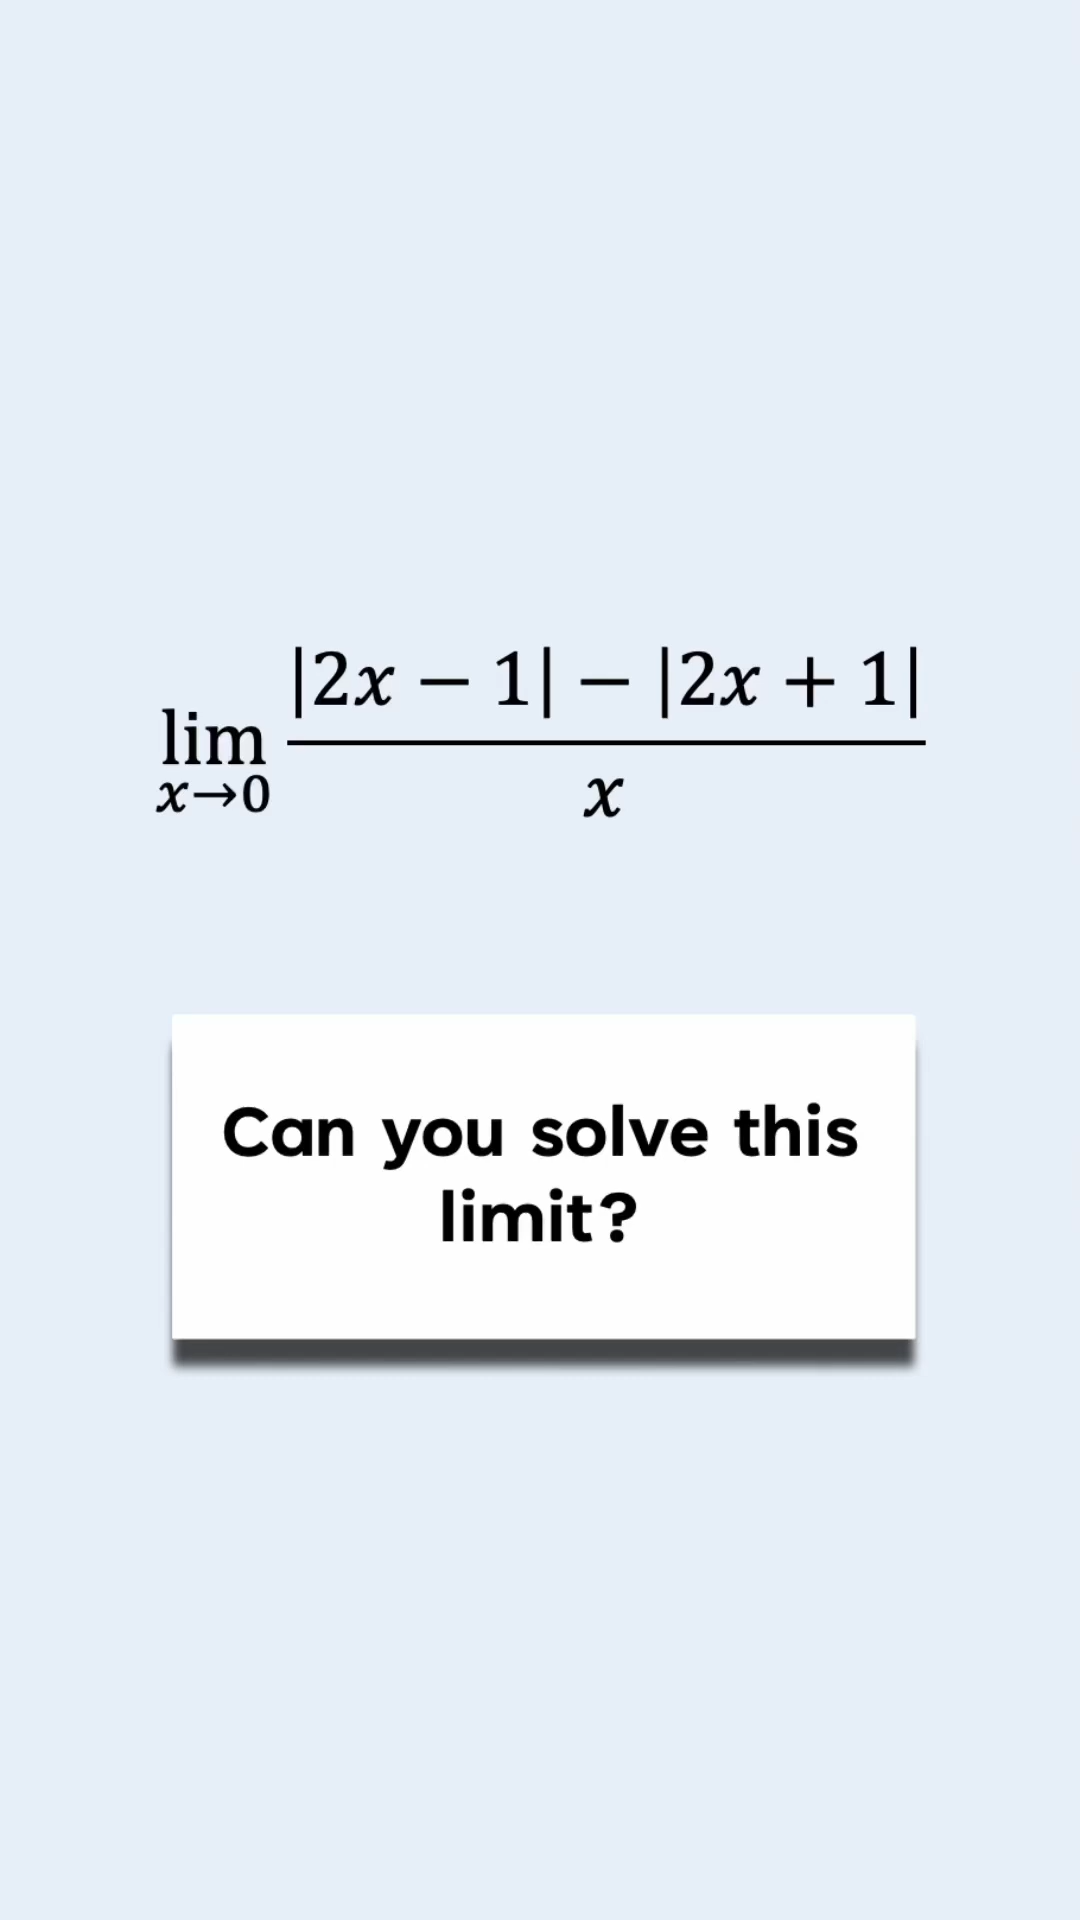 lim x→0 |2x − 1| − |2x + 1| / x
Can you solve this
limit?